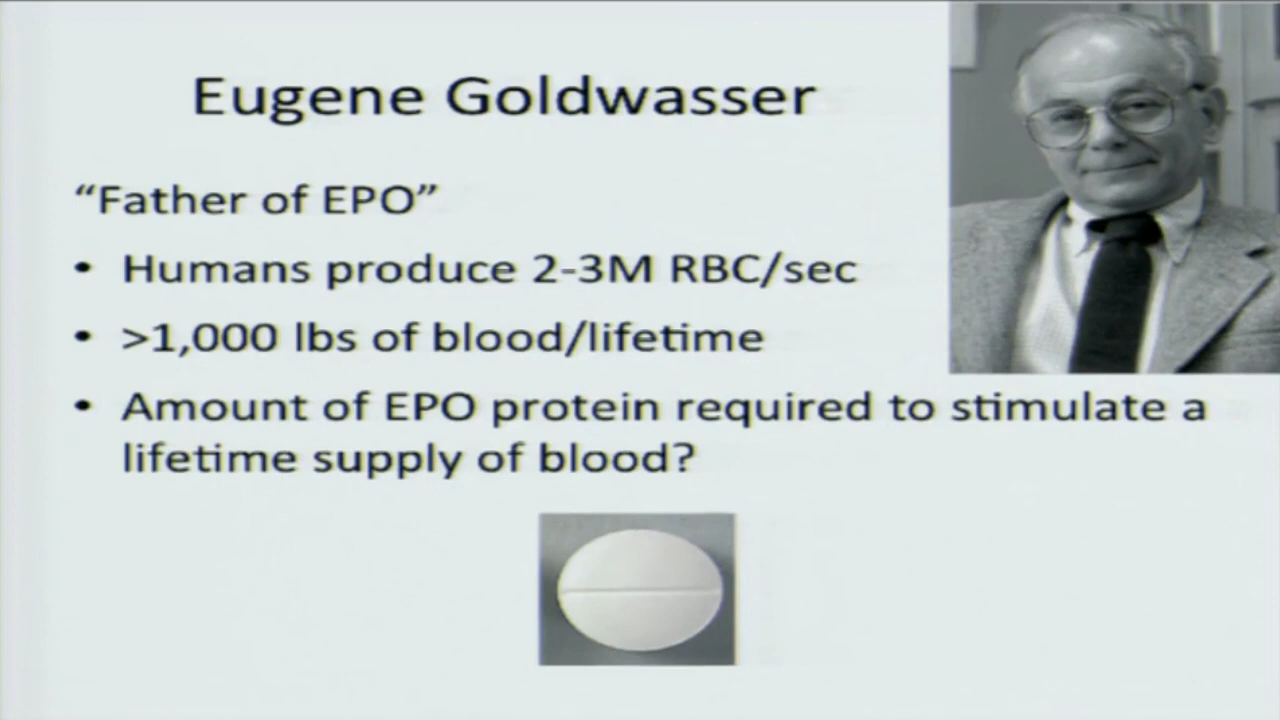 Eugene Goldwasser
“Father of EPO”
• Humans produce 2-3M RBC/sec
• >1,000 lbs of blood/lifetime
• Amount of EPO protein required to stimulate a
lifetime supply of blood?